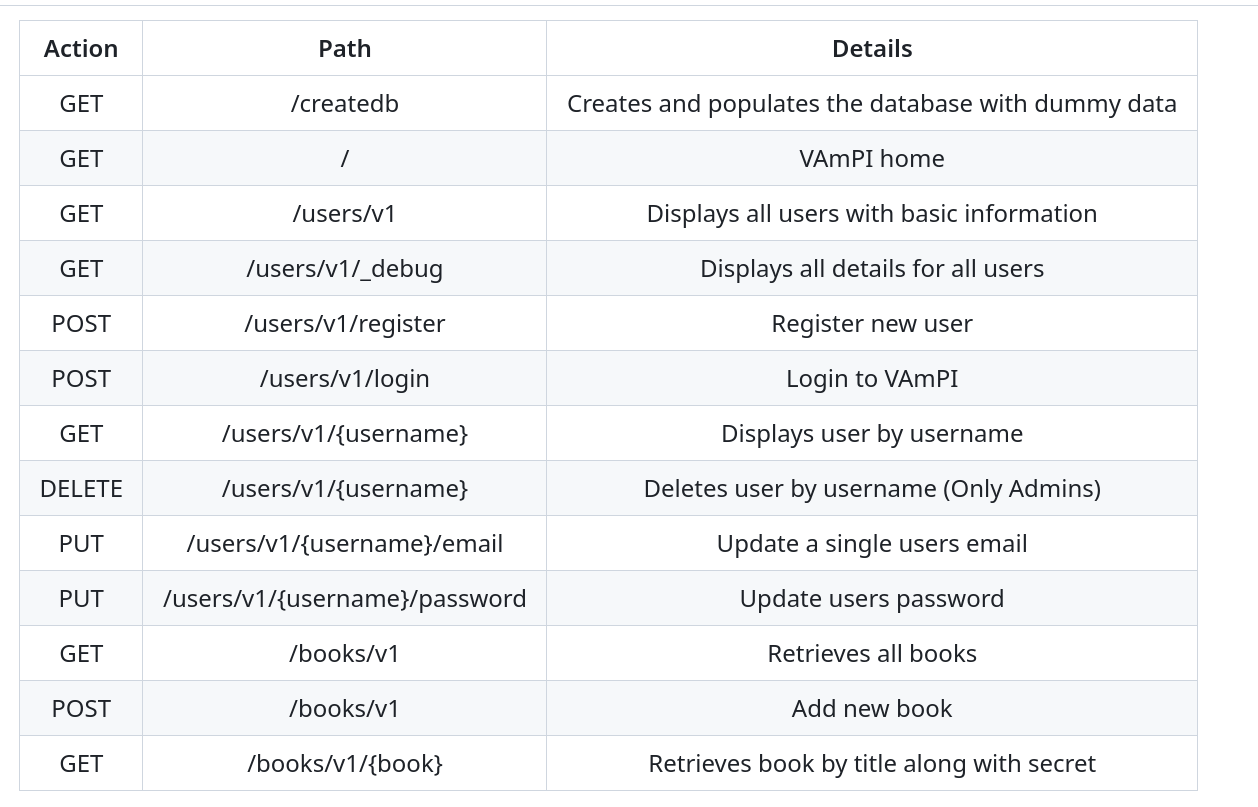 Action Path Details
GET /createdb Creates and populates the database with dummy data
GET / VAmPI home
GET /users/v1 Displays all users with basic information
GET /users/v1/_debug Displays all details for all users
POST /users/v1/register Register new user
POST /users/v1/login Login to VAmPI
GET /users/v1/{username} Displays user by username
DELETE /users/v1/{username} Deletes user by username (Only Admins)
PUT /users/v1/{username}/email Update a single users email
PUT /users/v1/{username}/password Update users password
GET /books/v1 Retrieves all books
POST /books/v1 Add new book
GET /books/v1/{book} Retrieves book by title along with secret